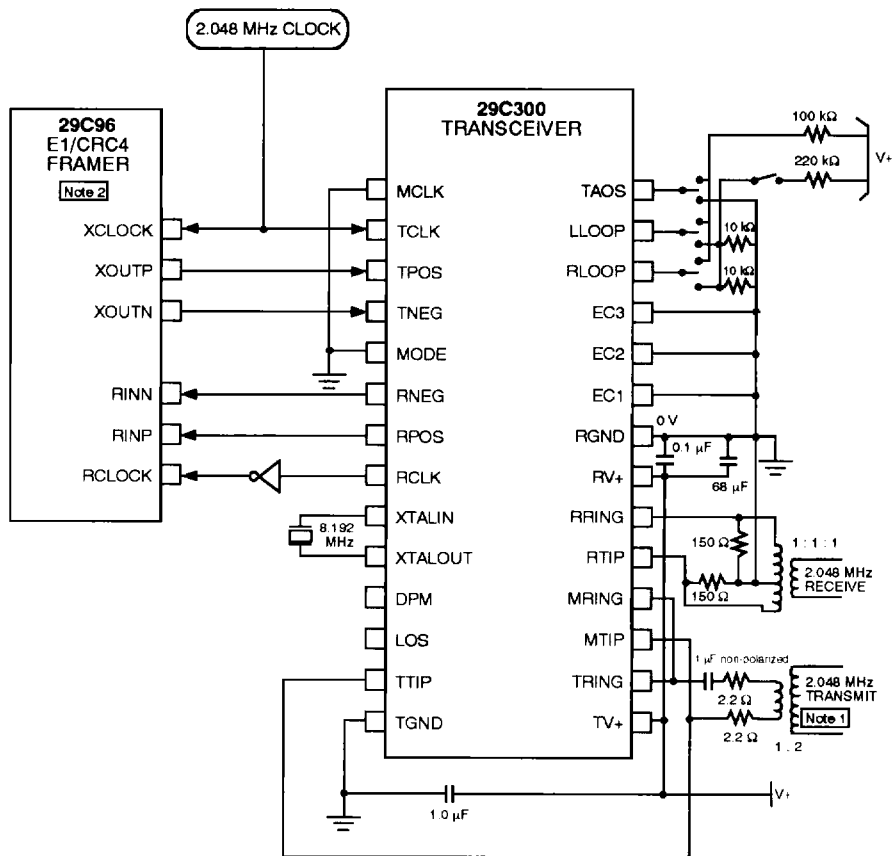 2.048 MHz CLOCK
29C96
E1/CRC4
FRAMER
Note 2
XCLOCK
XOUTP
XOUTN
RINN
RINP
RCLOCK
29C300
TRANSCEIVER
MCLK
TCLK
TPOS
TNEG
MODE
RNEG
RPOS
RCLK
XTALIN
XTALOUT
DPM
LOS
TTIP
TGND
8.192
MHz
TAOS
LLOOP
RLOOP
EC3
EC2
EC1
RGND
RV+
RRING
RTIP
MRING
MTIP
TRING
TV+
100 kΩ
220 kΩ
V+
10 kΩ
10 kΩ
0 V
0.1 µF
68 µF
150 Ω
150 Ω
1 : 1 : 1
2.048 MHz
RECEIVE
1 µF non-polarized
2.2 Ω
2.2 Ω
2.048 MHz
TRANSMIT
Note 1
1 : 2
1.0 µF
V+